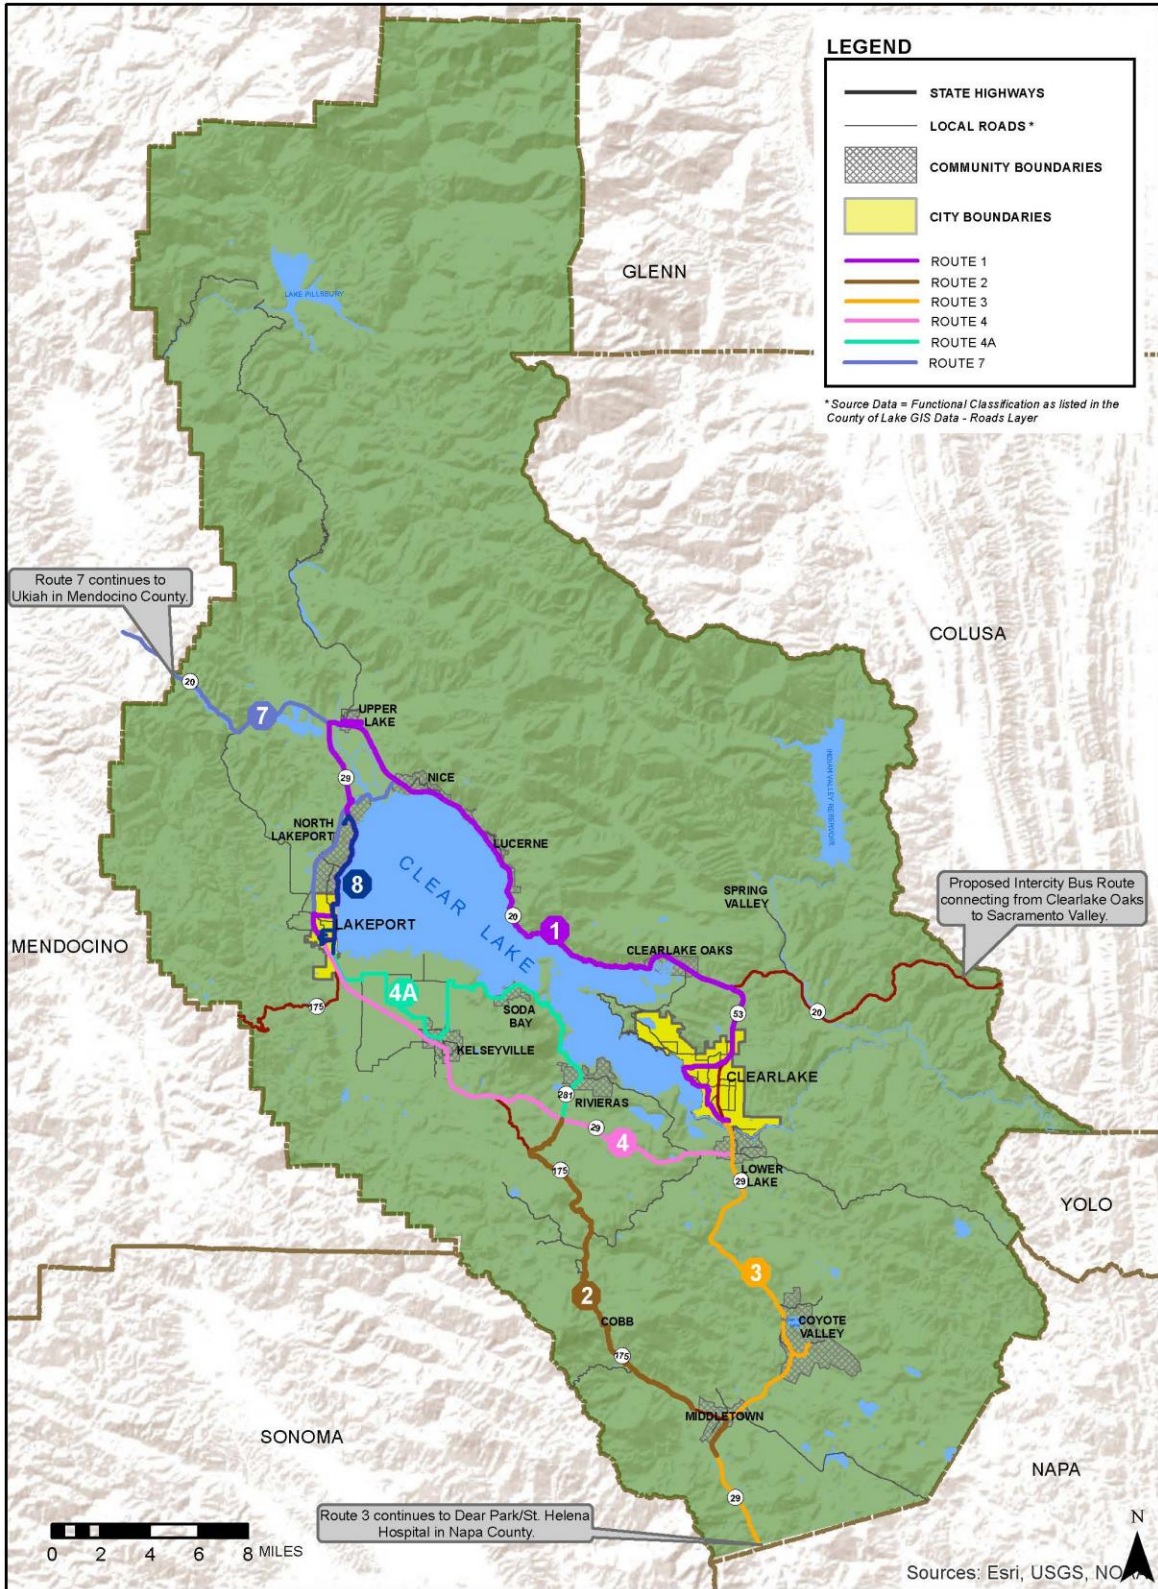 LEGEND
STATE HIGHWAYS
LOCAL ROADS *
COMMUNITY BOUNDARIES
CITY BOUNDARIES
ROUTE 1
ROUTE 2
ROUTE 3
ROUTE 4
ROUTE 4A
ROUTE 7
* Source Data = Functional Classification as listed in the
County of Lake GIS Data - Roads Layer
GLENN
LAKE PILLSBURY
Route 7 continues to
Ukiah in Mendocino County.
COLUSA
20
7
UPPER
LAKE
29
NICE
INDIAN VALLEY RESERVOIR
NORTH
LAKEPORT
LUCERNE
CLEAR LAKE
8
SPRING
VALLEY
Proposed Intercity Bus Route
connecting from Clearlake Oaks
to Sacramento Valley.
20
1
LAKEPORT
MENDOCINO
CLEARLAKE OAKS
4A
175
SODA
BAY
53
20
KELSEYVILLE
CLEARLAKE
281
RIVIERAS
29
4
175
LOWER
LAKE
29
YOLO
3
2
COBB
COYOTE
VALLEY
175
MIDDLETOWN
SONOMA
NAPA
29
Route 3 continues to Dear Park/St. Helena
Hospital in Napa County.
N
0 2 4 6 8 MILES
Sources: Esri, USGS, NOAA